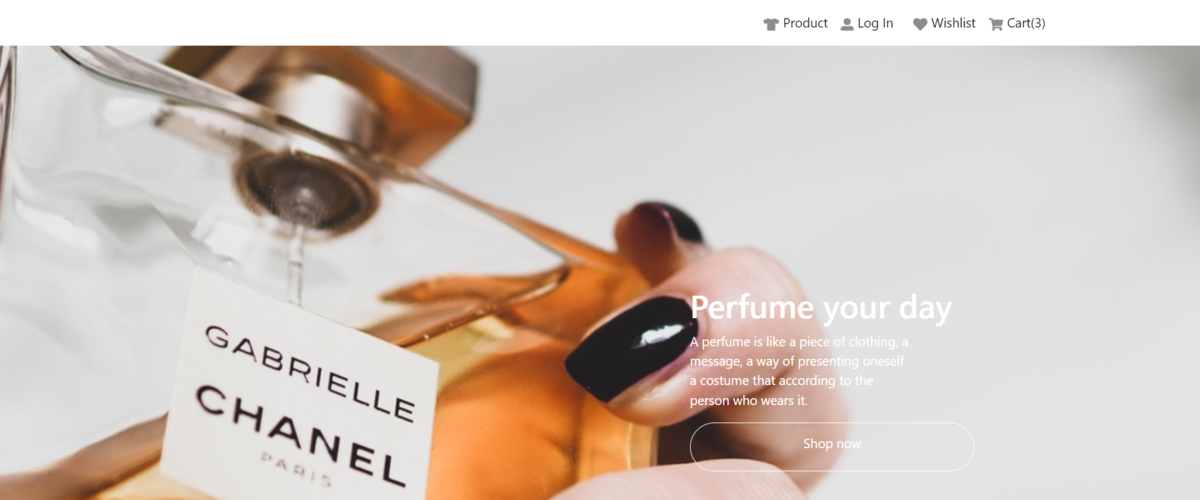 Product Log In Wishlist Cart(3)
GABRIELLE
CHANEL
PARIS
Perfume your day
A perfume is like a piece of clothing, a
message, a way of presenting oneself
a costume that according to the
person who wears it.
Shop now